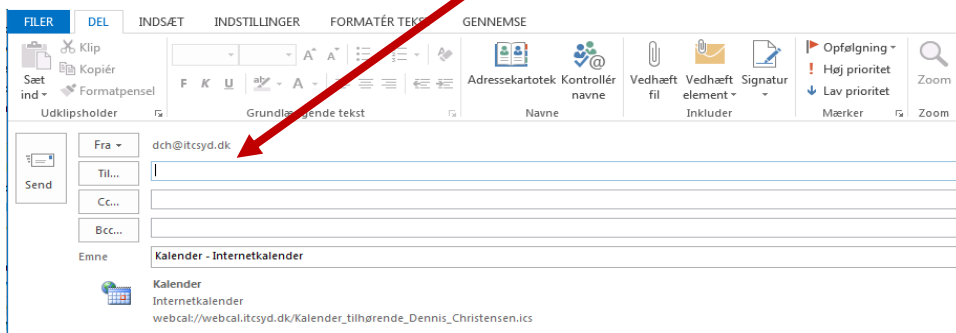 FILER DEL INDSÆT INDSTILLINGER FORMATÉR TEKST GENNEMSE
Sæt ind
Klip
Kopiér
Formatpensel
Udklipsholder
A A
F K U aby A
Grundlæggende tekst
Adressekartotek
Kontrollér navne
Navne
Vedhæft fil
Vedhæft element
Signatur
Inkluder
Opfølgning
Høj prioritet
Lav prioritet
Mærker
Zoom
Zoom
Send
Fra dch@itcsyd.dk
Til...
Cc...
Bcc...
Emne Kalender - Internetkalender
Kalender
Internetkalender
webcal://webcal.itcsyd.dk/Kalender_tilhørende_Dennis_Christensen.ics